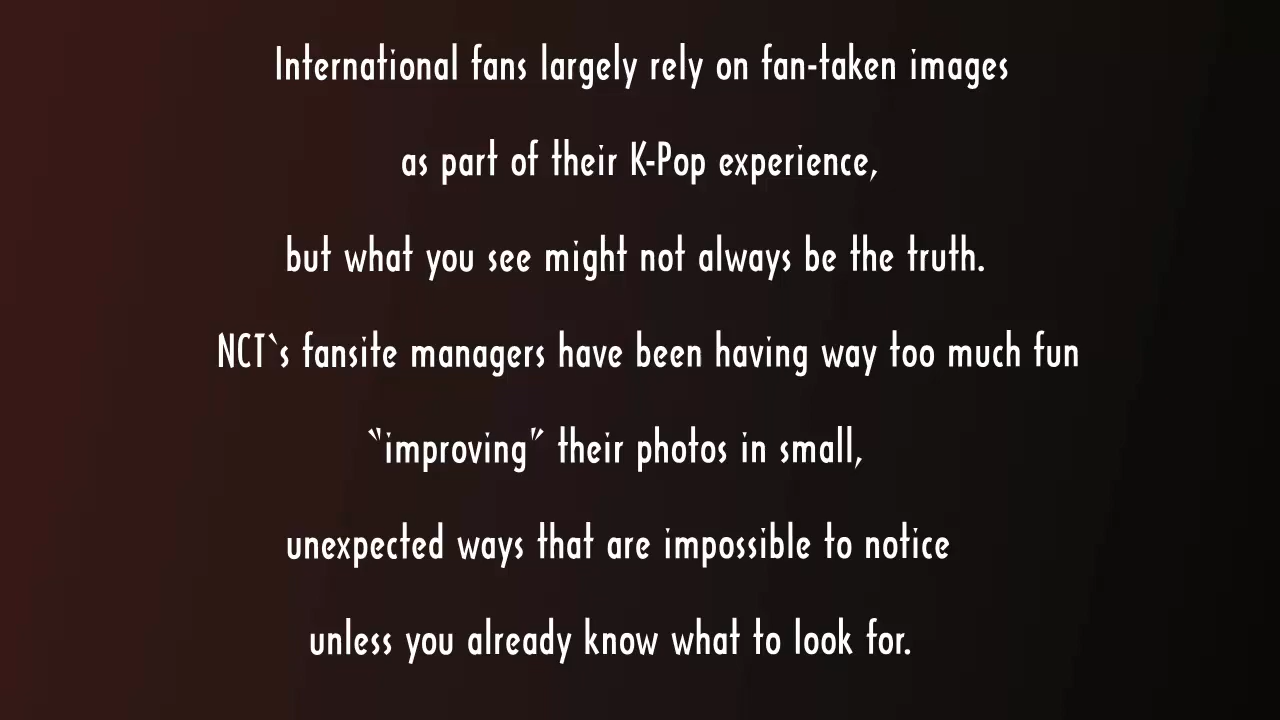 International fans largely rely on fan-taken images
as part of their K-Pop experience,
but what you see might not always be the truth.
NCT`s fansite managers have been having way too much fun
“improving” their photos in small,
unexpected ways that are impossible to notice
unless you already know what to look for.